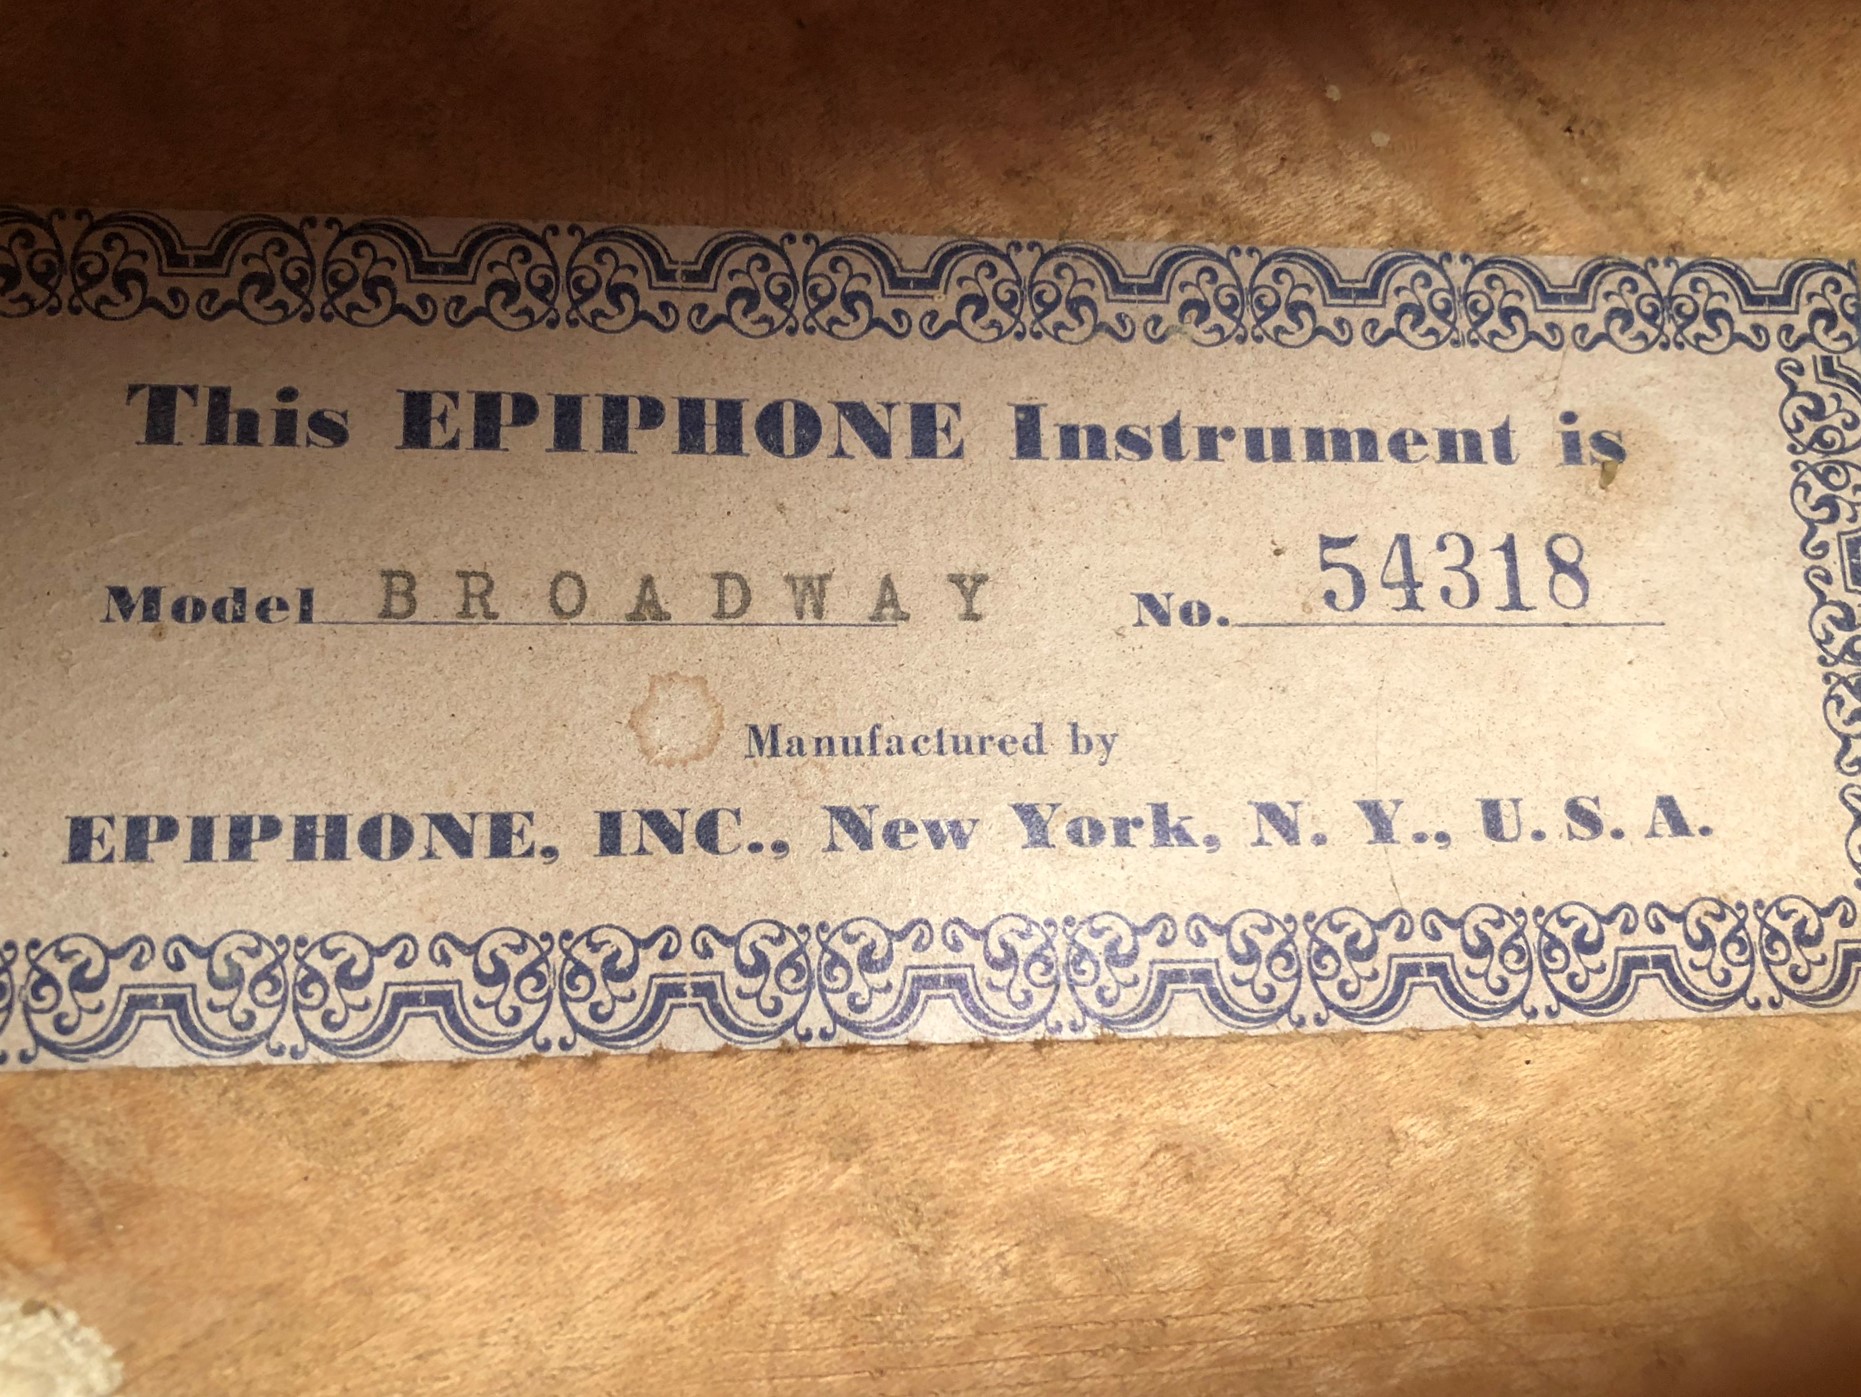 This EPIPHONE Instrument is
Model BROADWAY No. 54318
Manufactured by
EPIPHONE, INC., New York, N. Y., U. S. A.